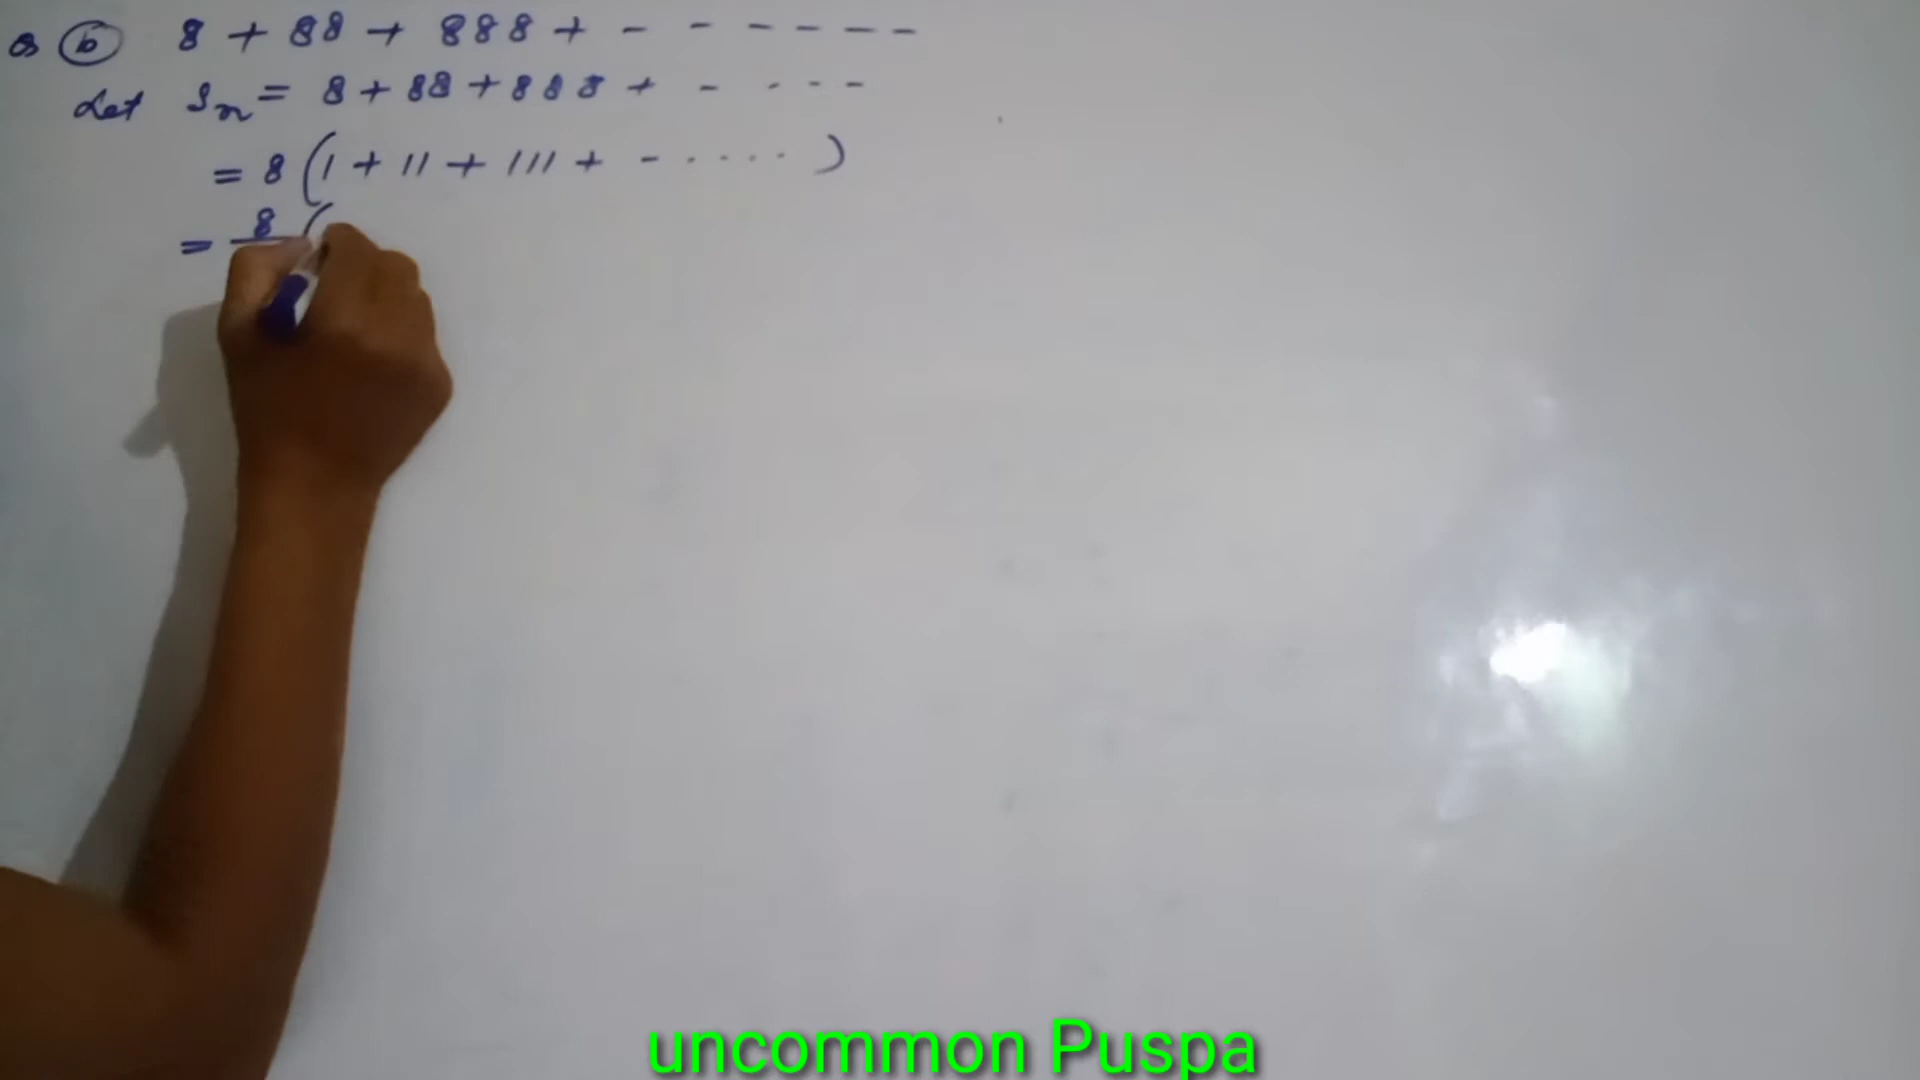 Q (b) 8 + 88 + 888 + - - - - - -
Let Sn = 8 + 88 + 888 + - - - -
= 8 ( 1 + 11 + 111 + - . . . . . )
= 8 (
uncommon Puspa